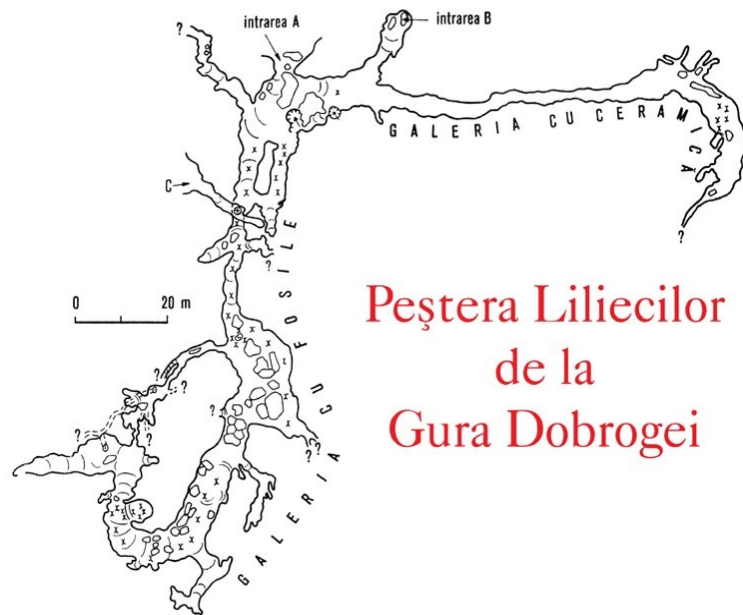 intrarea A
intrarea B
?
GALERIA CU CERAMICĂ
C
?
?
0 20 m
GALERIA CU FOSILE
Peştera Liliecilor
de la
Gura Dobrogei
?
?
?
?
?
?
? ?